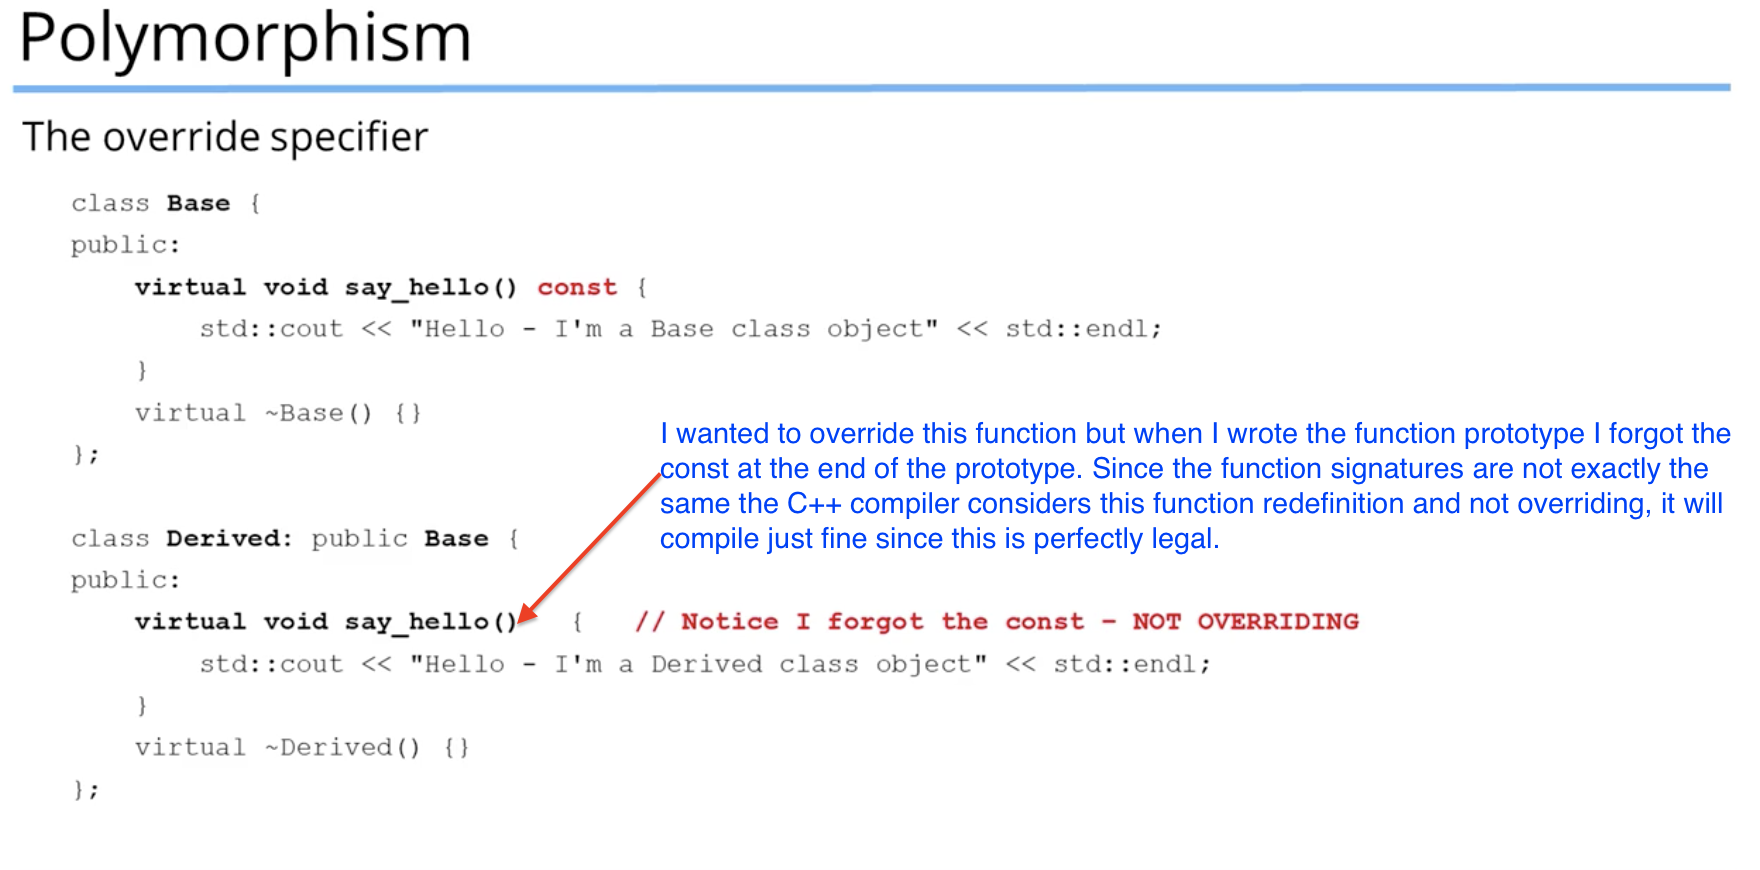 Polymorphism
The override specifier
class Base {
public:
    virtual void say_hello() const {
        std::cout << "Hello - I'm a Base class object" << std::endl;
    }
    virtual ~Base() {}
};
I wanted to override this function but when I wrote the function prototype I forgot the
const at the end of the prototype. Since the function signatures are not exactly the
same the C++ compiler considers this function redefinition and not overriding, it will
compile just fine since this is perfectly legal.
class Derived: public Base {
public:
    virtual void say_hello()   {   // Notice I forgot the const - NOT OVERRIDING
        std::cout << "Hello - I'm a Derived class object" << std::endl;
    }
    virtual ~Derived() {}
};